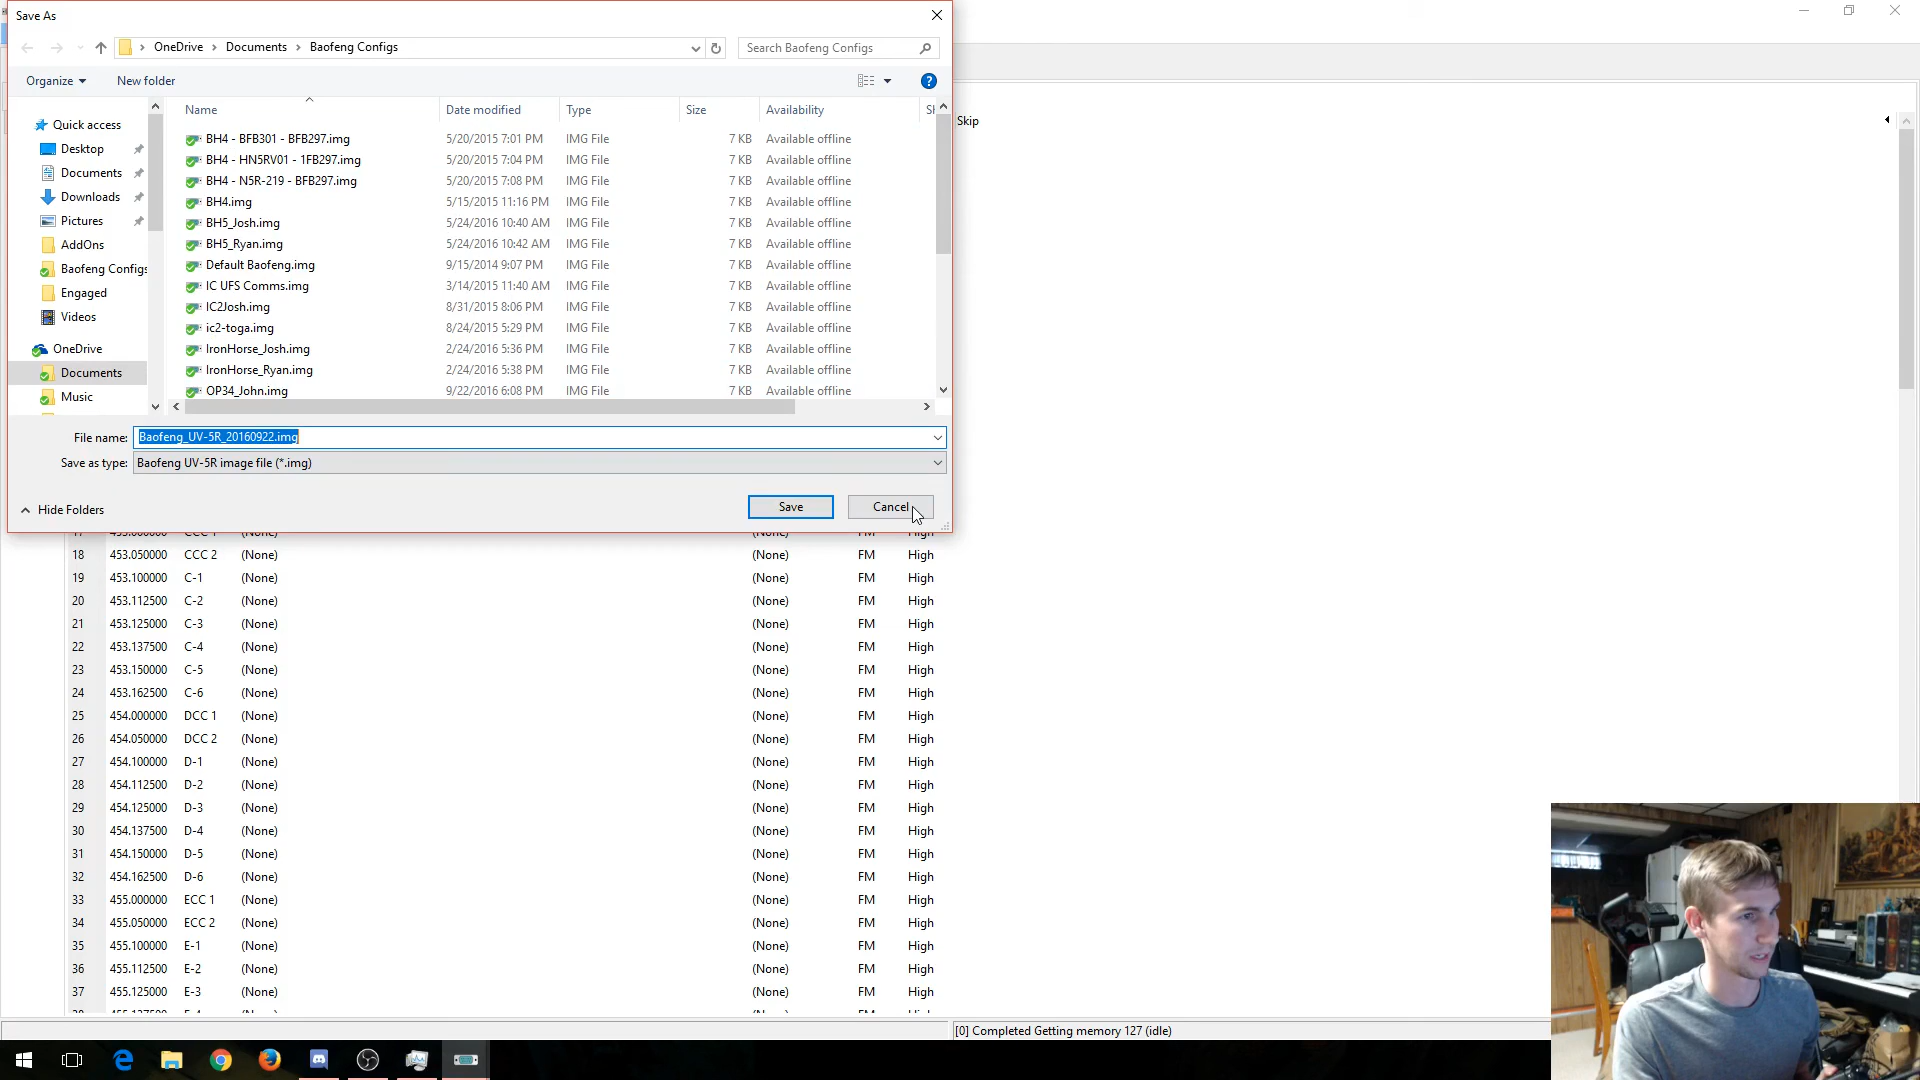 Save As
OneDrive > Documents > Baofeng Configs
Search Baofeng Configs
Organize
New folder
?
Name Date modified Type Size Availability
Quick access
Desktop
Documents
Downloads
Pictures
AddOns
Baofeng Configs
Engaged
Videos
OneDrive
Documents
Music
BH4 - BFB301 - BFB297.img 5/20/2015 7:01 PM IMG File 7 KB Available offline
BH4 - HN5RV01 - 1FB297.img 5/20/2015 7:04 PM IMG File 7 KB Available offline
BH4 - N5R-219 - BFB297.img 5/20/2015 7:08 PM IMG File 7 KB Available offline
BH4.img 5/15/2015 11:16 PM IMG File 7 KB Available offline
BH5_Josh.img 5/24/2016 10:40 AM IMG File 7 KB Available offline
BH5_Ryan.img 5/24/2016 10:42 AM IMG File 7 KB Available offline
Default Baofeng.img 9/15/2014 9:07 PM IMG File 7 KB Available offline
IC UFS Comms.img 3/14/2015 11:40 AM IMG File 7 KB Available offline
IC2Josh.img 8/31/2015 8:06 PM IMG File 7 KB Available offline
ic2-toga.img 8/24/2015 5:29 PM IMG File 7 KB Available offline
IronHorse_Josh.img 2/24/2016 5:36 PM IMG File 7 KB Available offline
IronHorse_Ryan.img 2/24/2016 5:38 PM IMG File 7 KB Available offline
OP34_John.img 9/22/2016 6:08 PM IMG File 7 KB Available offline
Skip
File name: Baofeng_UV-5R_20160922.img
Save as type: Baofeng UV-5R image file (*.img)
Hide Folders
Save
Cancel
18 453.050000 CCC 2 (None) (None) FM High
19 453.100000 C-1 (None) (None) FM High
20 453.112500 C-2 (None) (None) FM High
21 453.125000 C-3 (None) (None) FM High
22 453.137500 C-4 (None) (None) FM High
23 453.150000 C-5 (None) (None) FM High
24 453.162500 C-6 (None) (None) FM High
25 454.000000 DCC 1 (None) (None) FM High
26 454.050000 DCC 2 (None) (None) FM High
27 454.100000 D-1 (None) (None) FM High
28 454.112500 D-2 (None) (None) FM High
29 454.125000 D-3 (None) (None) FM High
30 454.137500 D-4 (None) (None) FM High
31 454.150000 D-5 (None) (None) FM High
32 454.162500 D-6 (None) (None) FM High
33 455.000000 ECC 1 (None) (None) FM High
34 455.050000 ECC 2 (None) (None) FM High
35 455.100000 E-1 (None) (None) FM High
36 455.112500 E-2 (None) (None) FM High
37 455.125000 E-3 (None) (None) FM High
[0] Completed Getting memory 127 (idle)